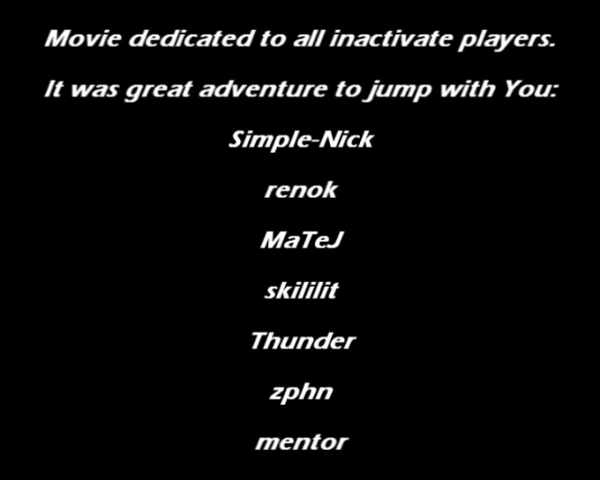 Movie dedicated to all inactivate players.
It was great adventure to jump with You:
Simple-Nick
renok
MaTeJ
skililit
Thunder
zphn
mentor